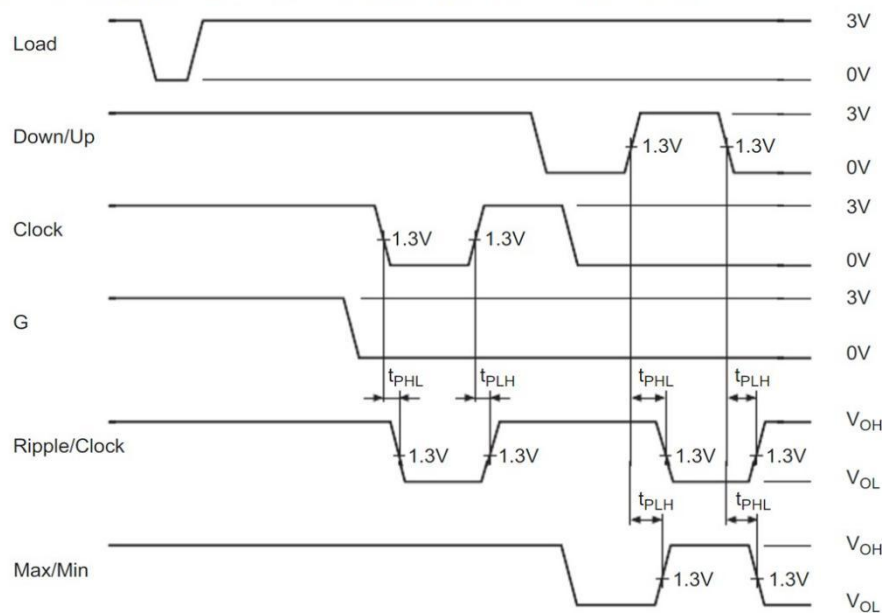 Load 3V
0V
Down/Up 3V
1.3V 1.3V
0V
Clock 3V
1.3V 1.3V
0V
G 3V
0V
tPHL tPLH tPHL tPLH
Ripple/Clock VOH
1.3V 1.3V 1.3V 1.3V
VOL
tPLH tPHL
Max/Min VOH
1.3V 1.3V
VOL